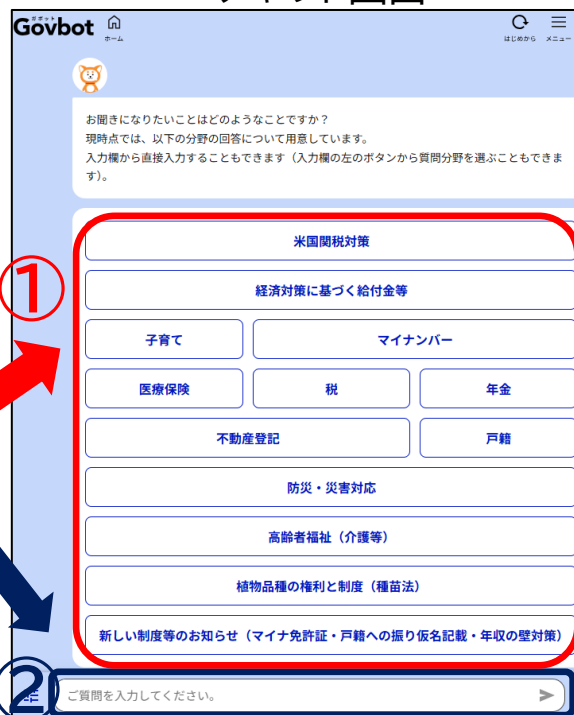 ガボット
Govbot
ホーム
はじめから
メニュー
お聞きになりたいことはどのようなことですか？
現時点では、以下の分野の回答について用意しています。
入力欄から直接入力することもできます（入力欄の左のボタンから質問分野を選ぶこともできま
す）。
①
米国関税対策
経済対策に基づく給付金等
子育て
マイナンバー
医療保険
税
年金
不動産登記
戸籍
防災・災害対応
高齢者福祉（介護等）
植物品種の権利と制度（種苗法）
新しい制度等のお知らせ（マイナ免許証・戸籍への振り仮名記載・年収の壁対策）
②
ご質問を入力してください。